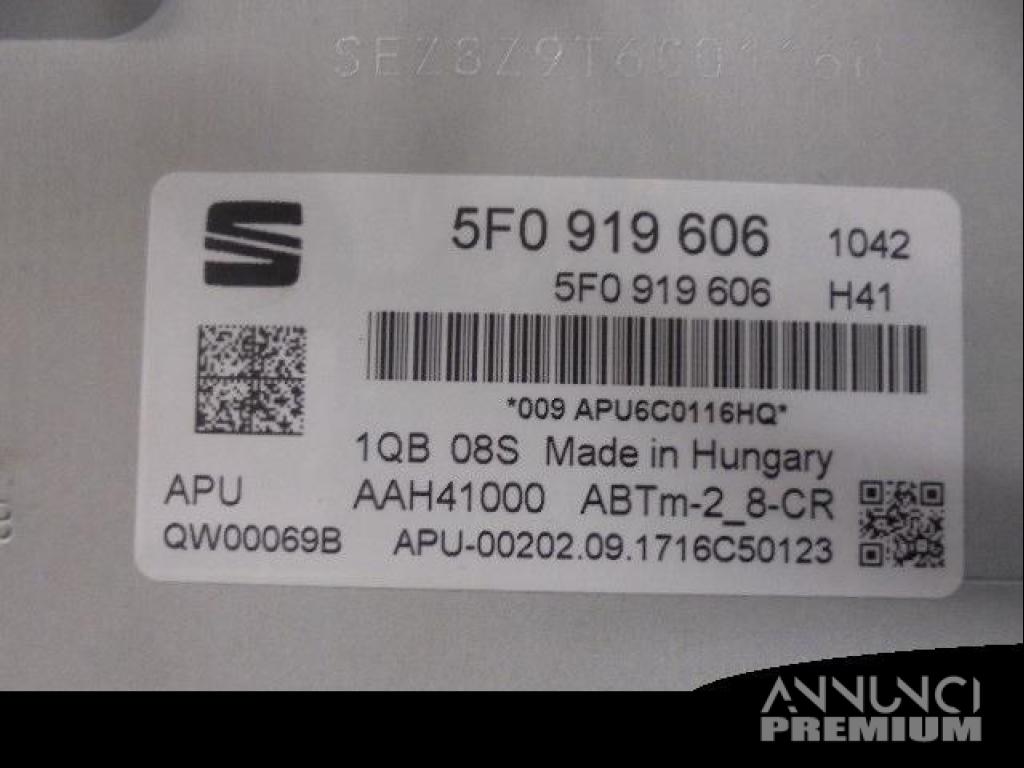 SEZ8Z9T6C0116
5F0 919 606 1042
5F0 919 606 H41
*009 APU6C0116HQ*
1QB 08S Made in Hungary
APU AAH41000 ABTm-2_8-CR
QW00069B APU-00202.09.1716C50123
ANNUNCI
PREMIUM